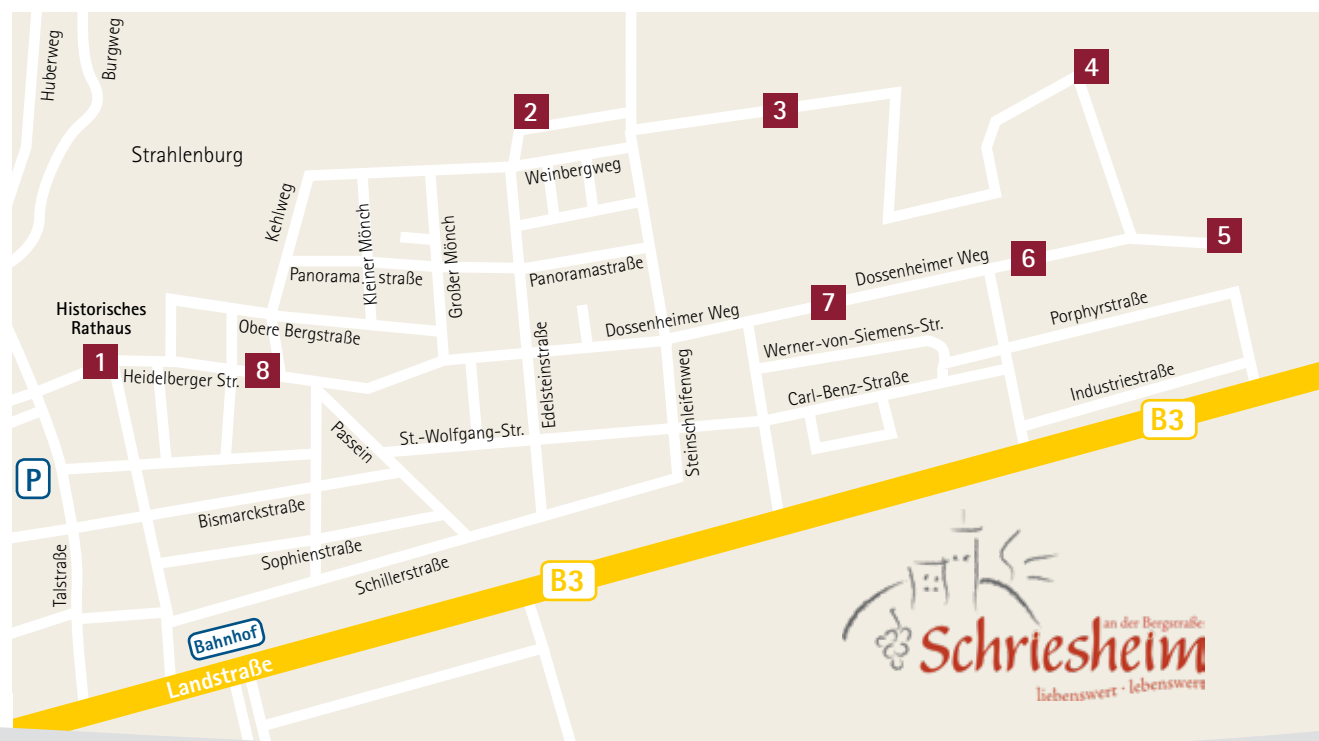 Huberweg
Burgweg
4
2
3
Strahlenburg
Weinbergweg
Kehlweg
Kleiner Mönch
Großer Mönch
5
6
Dossenheimer Weg
Panorama straße
Panoramastraße
7
Porphyrstraße
Historisches
Rathaus
Obere Bergstraße
Dossenheimer Weg
Werner-von-Siemens-Str.
1
Heidelberger Str.
8
Edelsteinstraße
Steinschleifenweg
Carl-Benz-Straße
Industriestraße
B3
Passein
St.-Wolfgang-Str.
P
Bismarckstraße
Sophienstraße
Schillerstraße
Talstraße
B3
Bahnhof
Landstraße
an der Bergstraße
Schriesheim
liebenswert · lebenswert